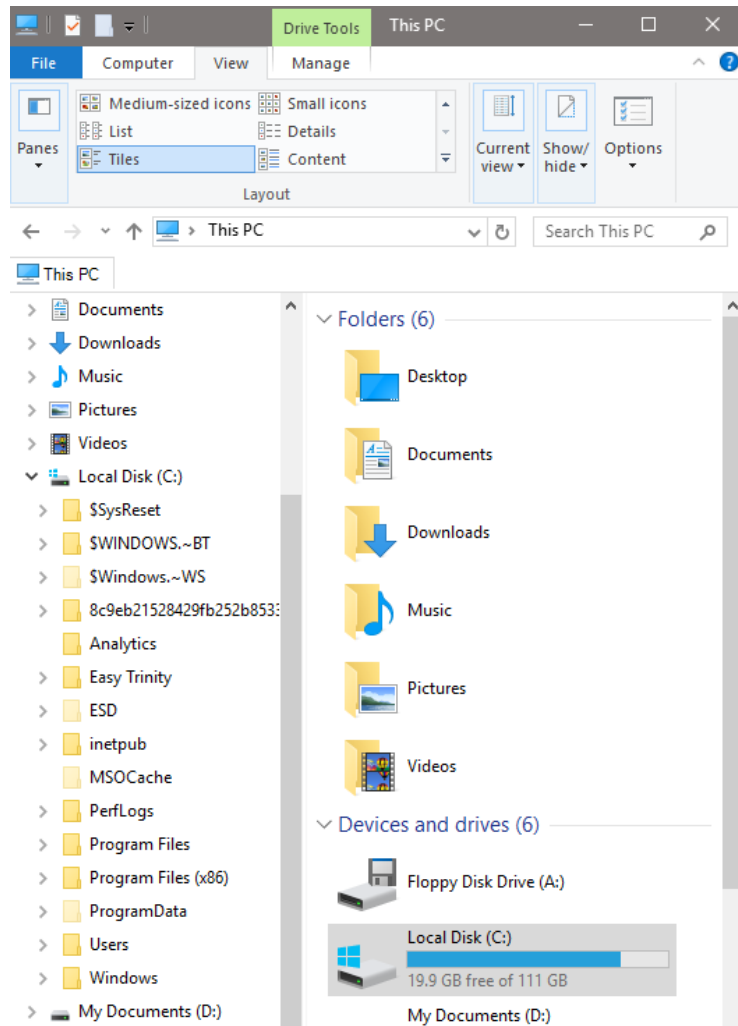 Drive Tools This PC
File Computer View Manage
Medium-sized icons Small icons
List Details
Tiles Content
Panes
Current view
Show/ hide
Options
Layout
This PC Search This PC
This PC
Documents
Downloads
Music
Pictures
Videos
Local Disk (C:)
$SysReset
$WINDOWS.~BT
$Windows.~WS
8c9eb21528429fb252b8533
Analytics
Easy Trinity
ESD
inetpub
MSOCache
PerfLogs
Program Files
Program Files (x86)
ProgramData
Users
Windows
My Documents (D:)
Folders (6)
Desktop
Documents
Downloads
Music
Pictures
Videos
Devices and drives (6)
Floppy Disk Drive (A:)
Local Disk (C:)
19.9 GB free of 111 GB
My Documents (D:)